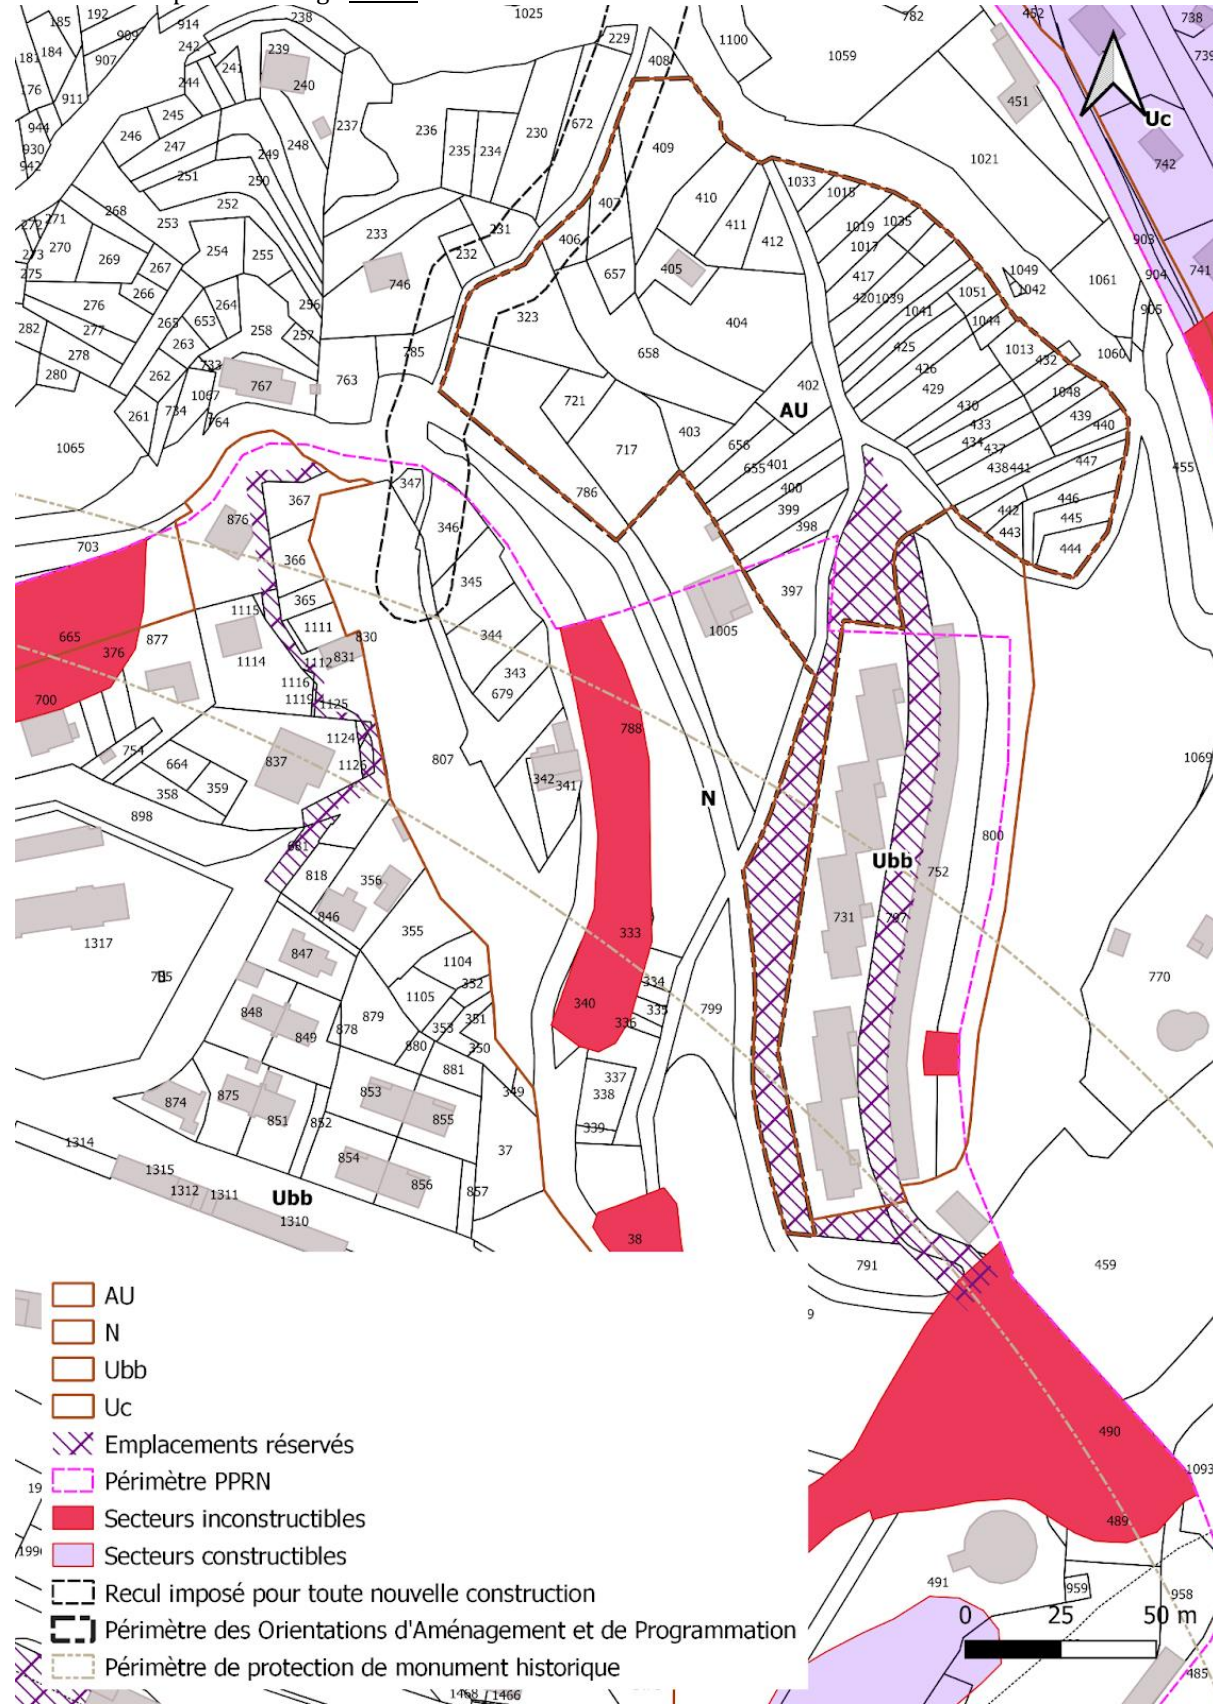 185 192 914 238 1025 229 782 452 738
181 184 909 242 239 408 1100 1059 739
176 907 244 241 240 451
911 245 237 236 230 672 Uc
944 246 247 248 235 234 409 742
930 249 1021
942 251 250 1033 1015
268 252 407 410
272 271 253 233 231 411 1019 1035
270 254 255 232 406 412 1017 903
273 269 267 657 405 417 1049 904
275 266 746 1042 1061 741
276 264 256 323 404 420 1039 1051 905
282 277 265 653 258 257 1041 1044
278 263 785 658 425 1013 432 1060
280 262 733 767 763 402 426 1048
1067 429
261 734 764 721 AU 430 439
403 433 440
1065 717 656 434 437
655 401 438 441 447 455
367 347 786 400 446
876 346 399 442 445
703 366 398 443 444
345
365 397
1115 1111 344 1005
665 877 830
376 1114 1112 831 343
1116 679
700 1119 1125 788
754 1124
664 837 1126 807 342 341 1069
358 359 N
898 800
681 Ubb
818 356 752
846 731 797
1317 355 333
847 1104 770
795 352 334
1105 340 335 799
848 849 878 879 353 351 336
880 350
881 337
874 875 853 349 338
851 852 855 339
1314 37
1315 854
1312 1311 Ubb 856 857
1310 38
791 459
AU
N
Ubb
Uc
Emplacements réservés
490
Périmètre PPRN
1093
19
Secteurs inconstructibles
489
Secteurs constructibles
199
491 959 958
Recul imposé pour toute nouvelle construction
0 25 50 m
Périmètre des Orientations d'Aménagement et de Programmation
Périmètre de protection de monument historique
485
1468 1466